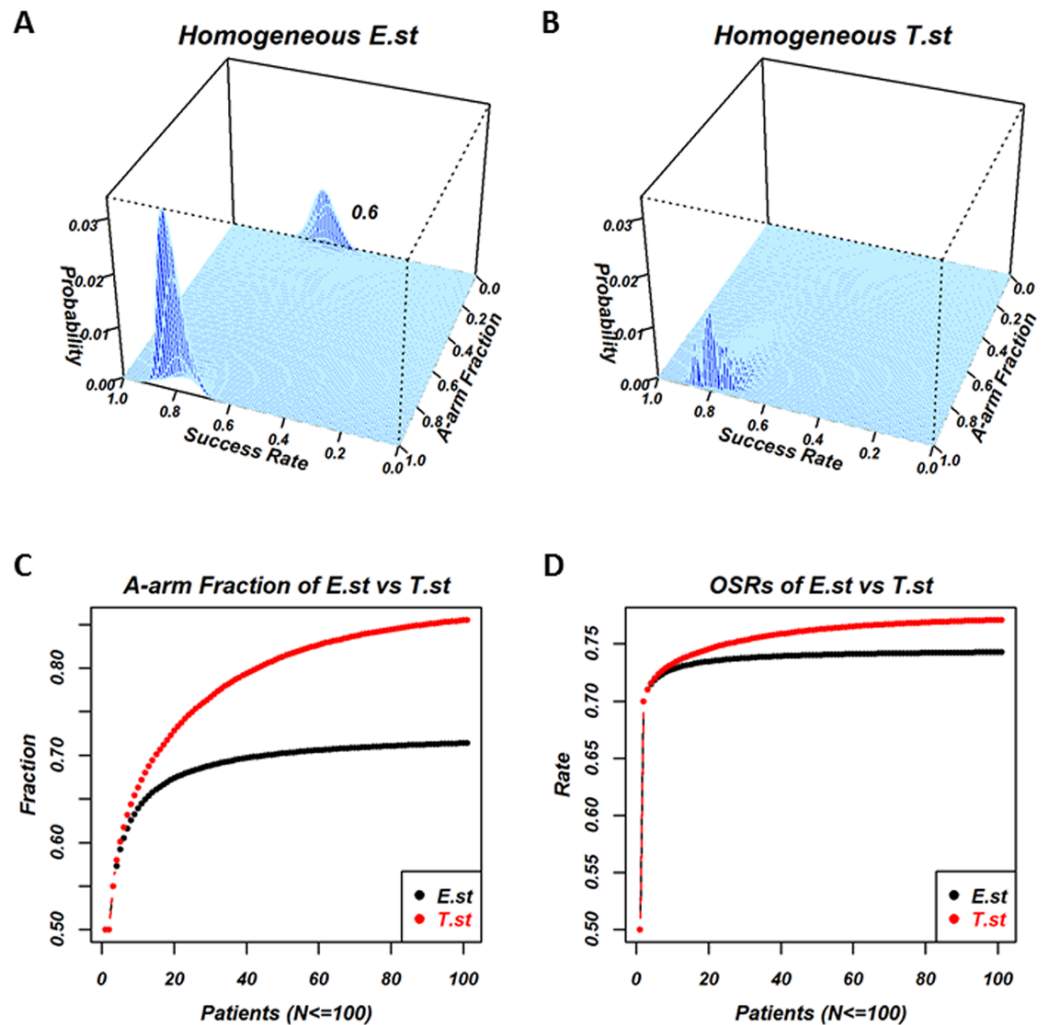 A
Homogeneous E.st
0.6
0.03
0.02
0.01
0.00
Probability
1.0
0.8
0.6
0.4
0.2
0.0
Success Rate
0.0
0.2
0.4
0.6
0.8
1.0
A-arm Fraction
B
Homogeneous T.st
0.03
0.02
0.01
0.00
Probability
1.0
0.8
0.6
0.4
0.2
0.0
Success Rate
0.0
0.2
0.4
0.6
0.8
1.0
A-arm Fraction
C
A-arm Fraction of E.st vs T.st
0.80
0.70
0.60
0.50
Fraction
E.st
T.st
0 20 40 60 80 100
Patients (N<=100)
D
OSRs of E.st vs T.st
0.75
0.70
0.65
0.60
0.55
0.50
Rate
E.st
T.st
0 20 40 60 80 100
Patients (N<=100)